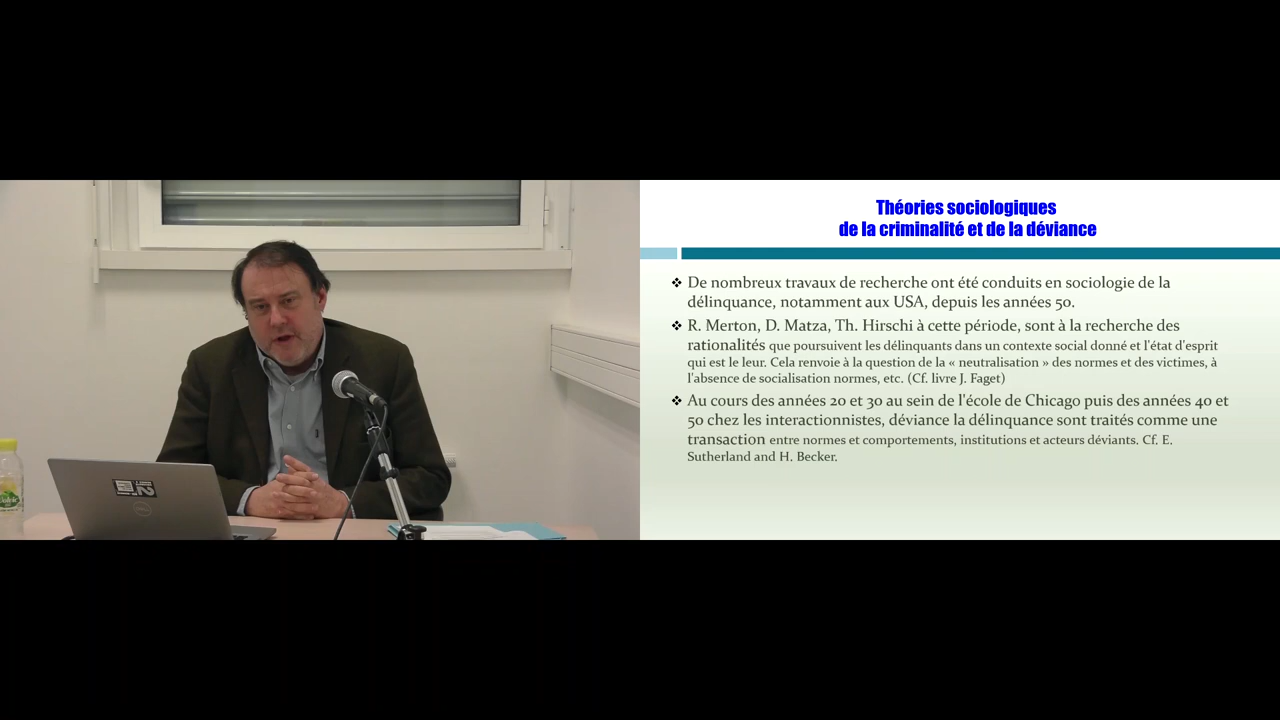 Théories sociologiques
de la criminalité et de la déviance
❖ De nombreux travaux de recherche ont été conduits en sociologie de la
délinquance, notamment aux USA, depuis les années 50.
❖ R. Merton, D. Matza, Th. Hirschi à cette période, sont à la recherche des
rationalités que poursuivent les délinquants dans un contexte social donné et l'état d'esprit
qui est le leur. Cela renvoie à la question de la « neutralisation » des normes et des victimes, à
l'absence de socialisation normes, etc. (Cf. livre J. Faget)
❖ Au cours des années 20 et 30 au sein de l'école de Chicago puis des années 40 et
50 chez les interactionnistes, déviance la délinquance sont traités comme une
transaction entre normes et comportements, institutions et acteurs déviants. Cf. E.
Sutherland and H. Becker.